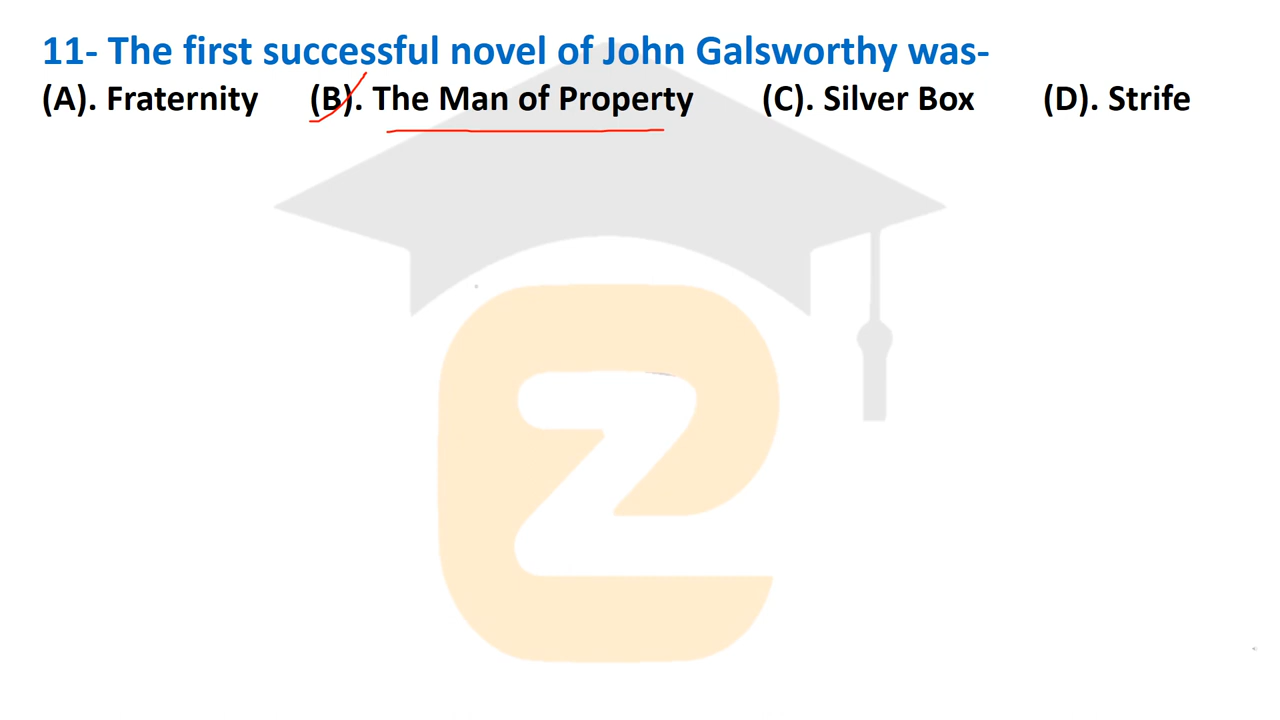 11- The first successful novel of John Galsworthy was-
(A). Fraternity (B). The Man of Property (C). Silver Box (D). Strife